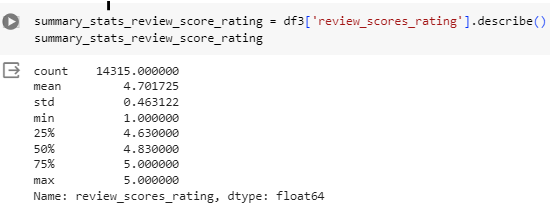 summary_stats_review_score_rating = df3['review_scores_rating'].describe()
summary_stats_review_score_rating
count    14315.000000
mean         4.701725
std          0.463122
min          1.000000
25%          4.630000
50%          4.830000
75%          5.000000
max          5.000000
Name: review_scores_rating, dtype: float64